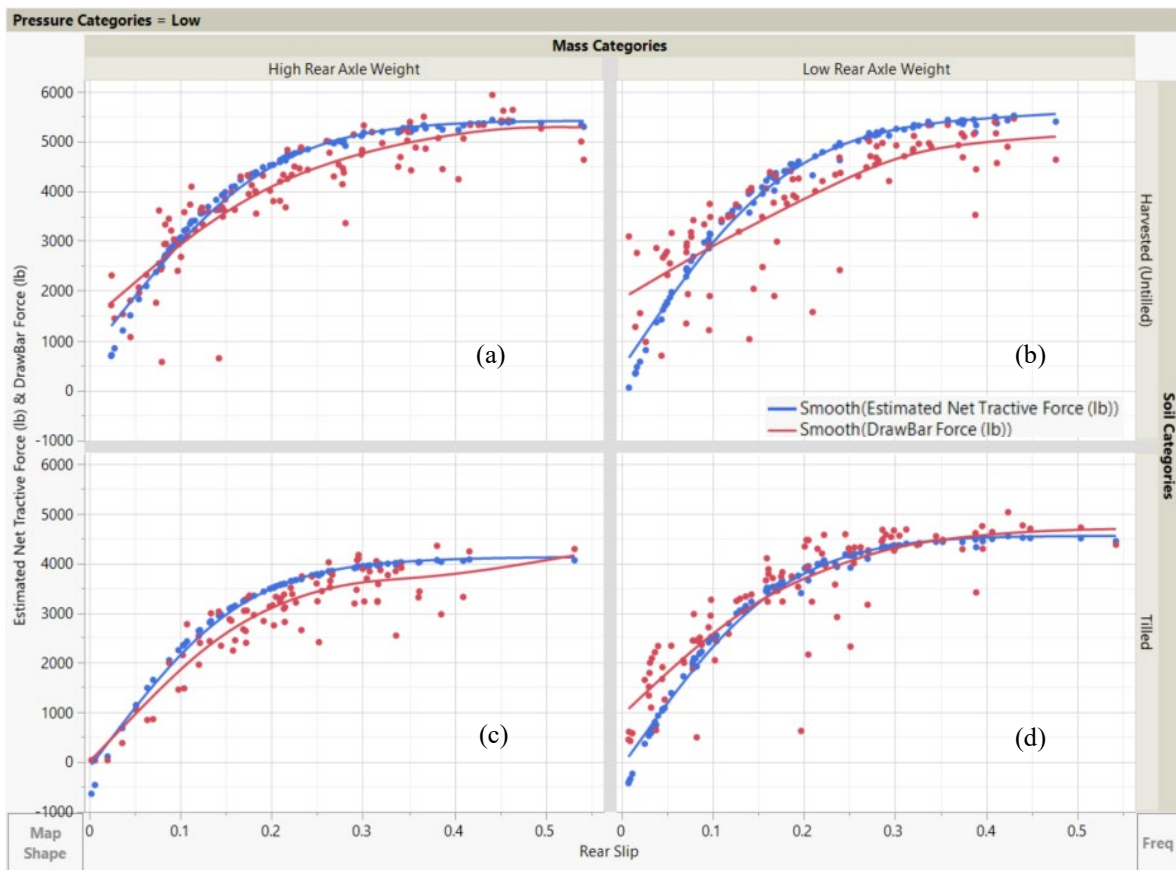 Pressure Categories = Low
Mass Categories
High Rear Axle Weight
Low Rear Axle Weight
6000
5000
4000
3000
2000
1000
0
-1000
(a)
(b)
Smooth(Estimated Net Tractive Force (lb))
Smooth(DrawBar Force (lb))
Harvested (Untilled)
6000
5000
4000
3000
2000
1000
0
-1000
(c)
(d)
Tilled
Soil Categories
Estimated Net Tractive Force (lb) & DrawBar Force (lb)
0
0.1
0.2
0.3
0.4
0.5
0
0.1
0.2
0.3
0.4
0.5
Rear Slip
Map
Shape
Freq